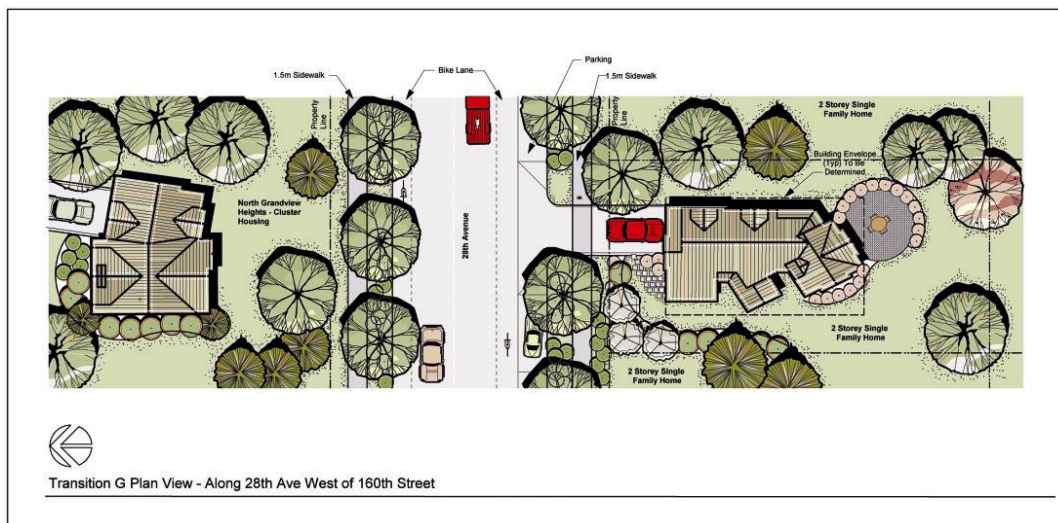 Parking
Bike Lane
1.5m Sidewalk
1.5m Sidewalk
Property
Line
Property
Line
2 Storey Single
Family Home
Building Envelope
(Typ) To Be
Determined
North Grandview
Heights - Cluster
Housing
28th Avenue
2 Storey Single
Family Home
2 Storey Single
Family Home
Transition G Plan View - Along 28th Ave West of 160th Street